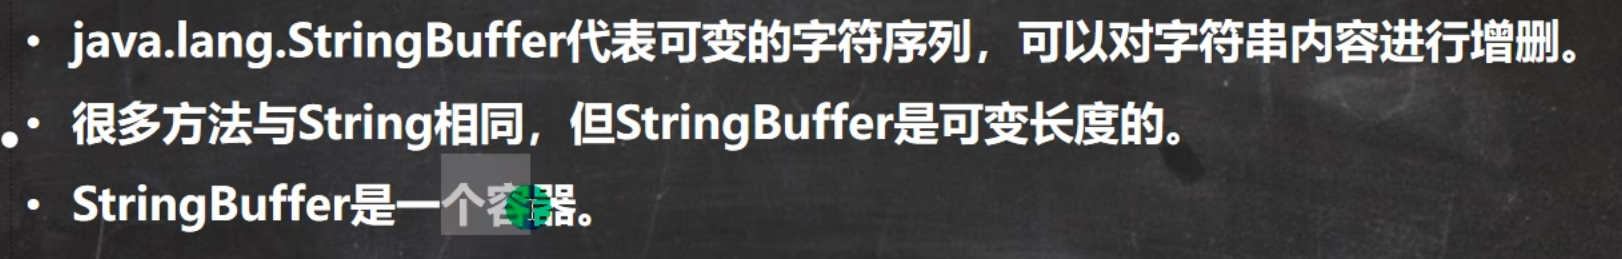 • java.lang.StringBuffer代表可变的字符序列，可以对字符串内容进行增删。
• 很多方法与String相同，但StringBuffer是可变长度的。
• StringBuffer是一个容器。